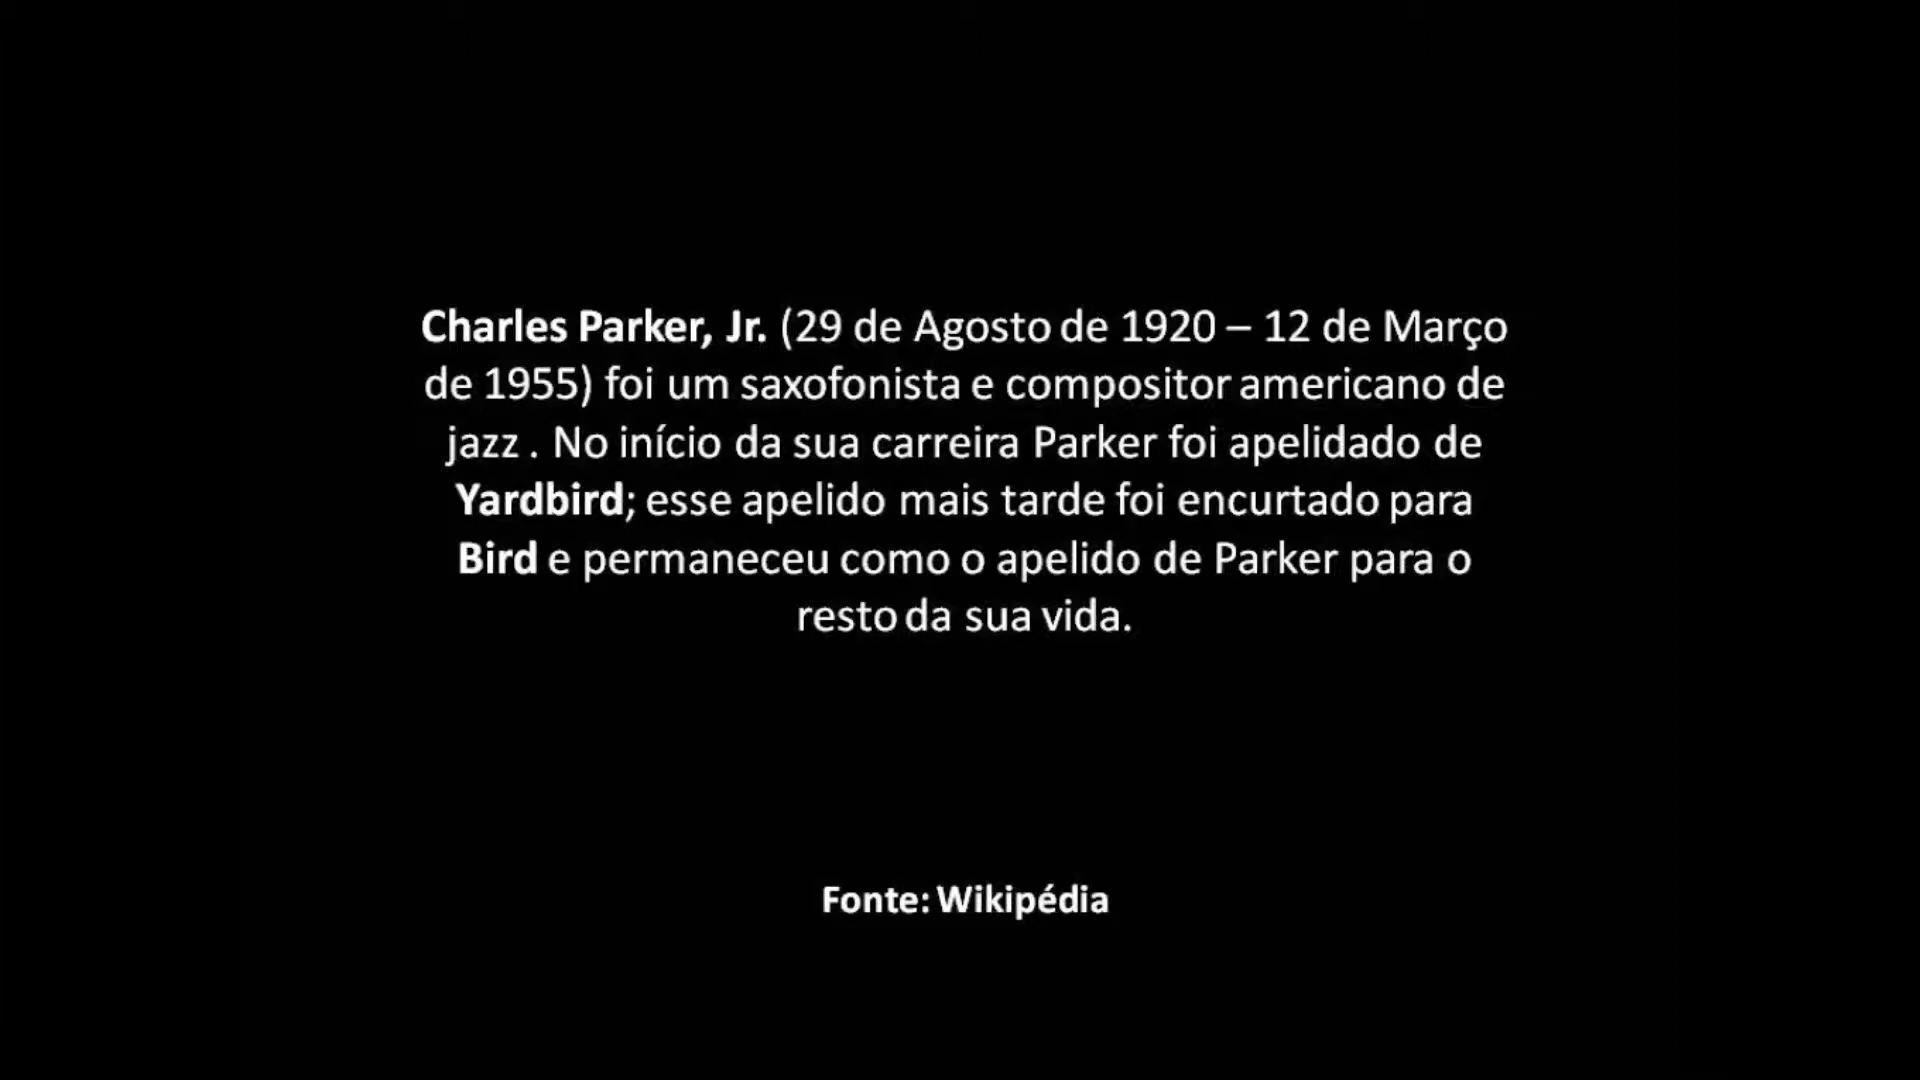 Charles Parker, Jr. (29 de Agosto de 1920 – 12 de Março
de 1955) foi um saxofonista e compositor americano de
jazz . No início da sua carreira Parker foi apelidado de
Yardbird; esse apelido mais tarde foi encurtado para
Bird e permaneceu como o apelido de Parker para o
resto da sua vida.
Fonte: Wikipédia